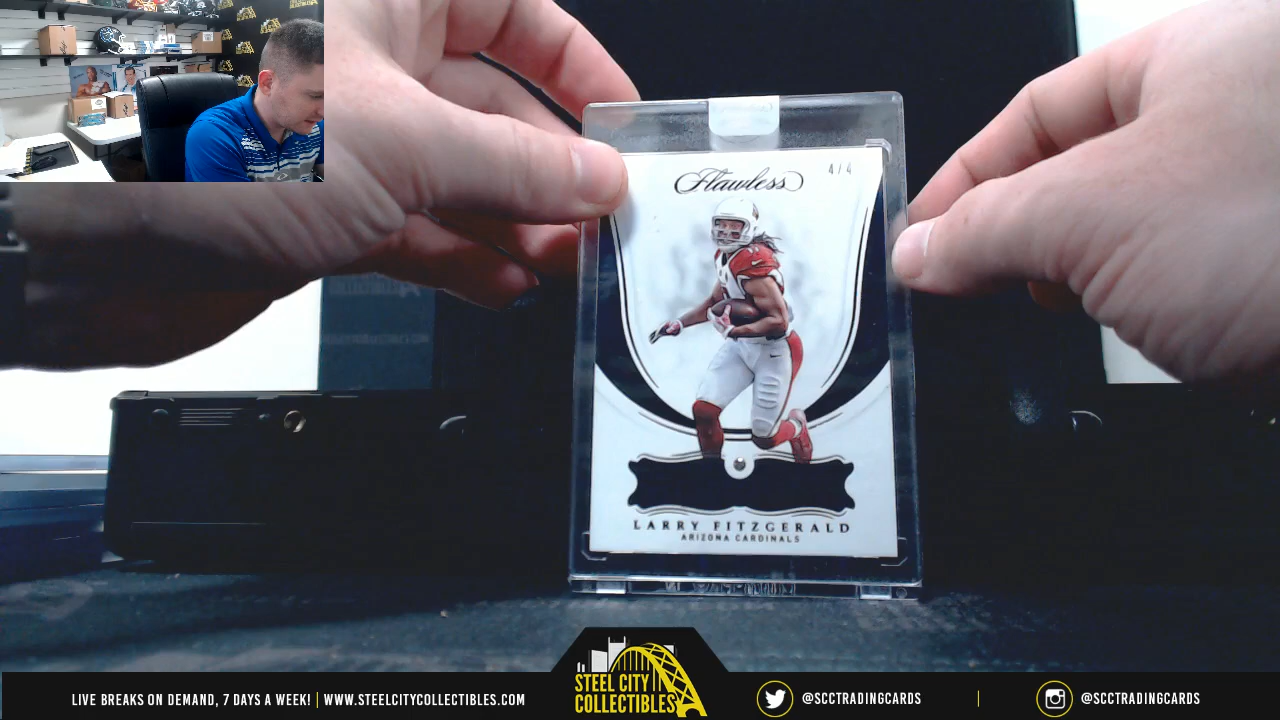 Flawless
4/4
LARRY FITZGERALD
ARIZONA CARDINALS
STEEL CITY
COLLECTIBLES
LIVE BREAKS ON DEMAND, 7 DAYS A WEEK! | WWW.STEELCITYCOLLECTIBLES.COM
@SCCTRADINGCARDS | @SCCTRADINGCARDS